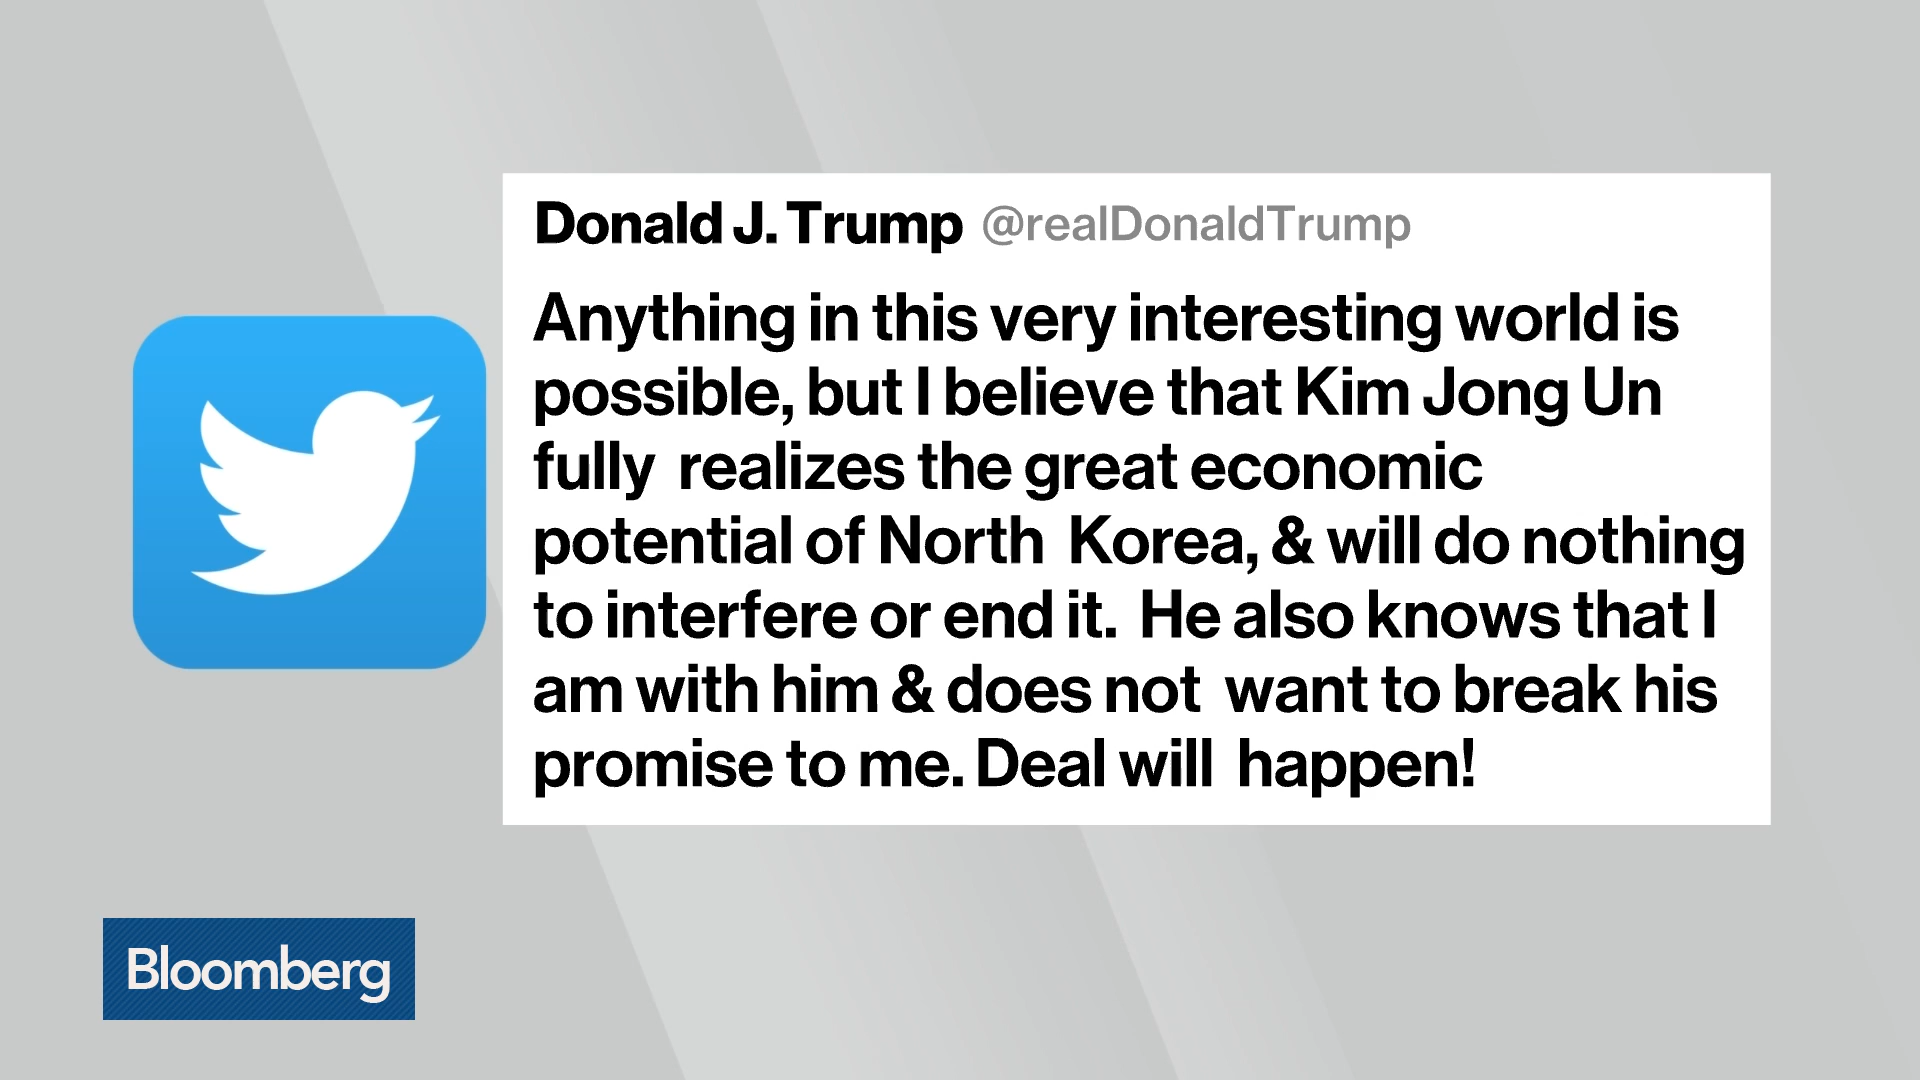 Donald J. Trump @realDonaldTrump
Anything in this very interesting world is
possible, but I believe that Kim Jong Un
fully realizes the great economic
potential of North Korea, & will do nothing
to interfere or end it. He also knows that I
am with him & does not want to break his
promise to me. Deal will happen!
Bloomberg